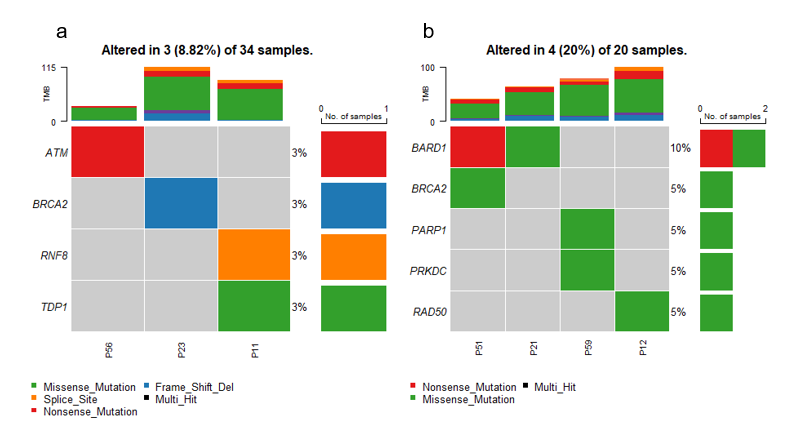 a
Altered in 3 (8.82%) of 34 samples.
TMB
115
0
0 1
No. of samples
ATM 3%
BRCA2 3%
RNF8 3%
TDP1 3%
P56 P23 P11
Missense_Mutation Frame_Shift_Del
Splice_Site Multi_Hit
Nonsense_Mutation
b
Altered in 4 (20%) of 20 samples.
TMB
100
0
0 2
No. of samples
BARD1 10%
BRCA2 5%
PARP1 5%
PRKDC 5%
RAD50 5%
P51 P21 P59 P12
Nonsense_Mutation Multi_Hit
Missense_Mutation